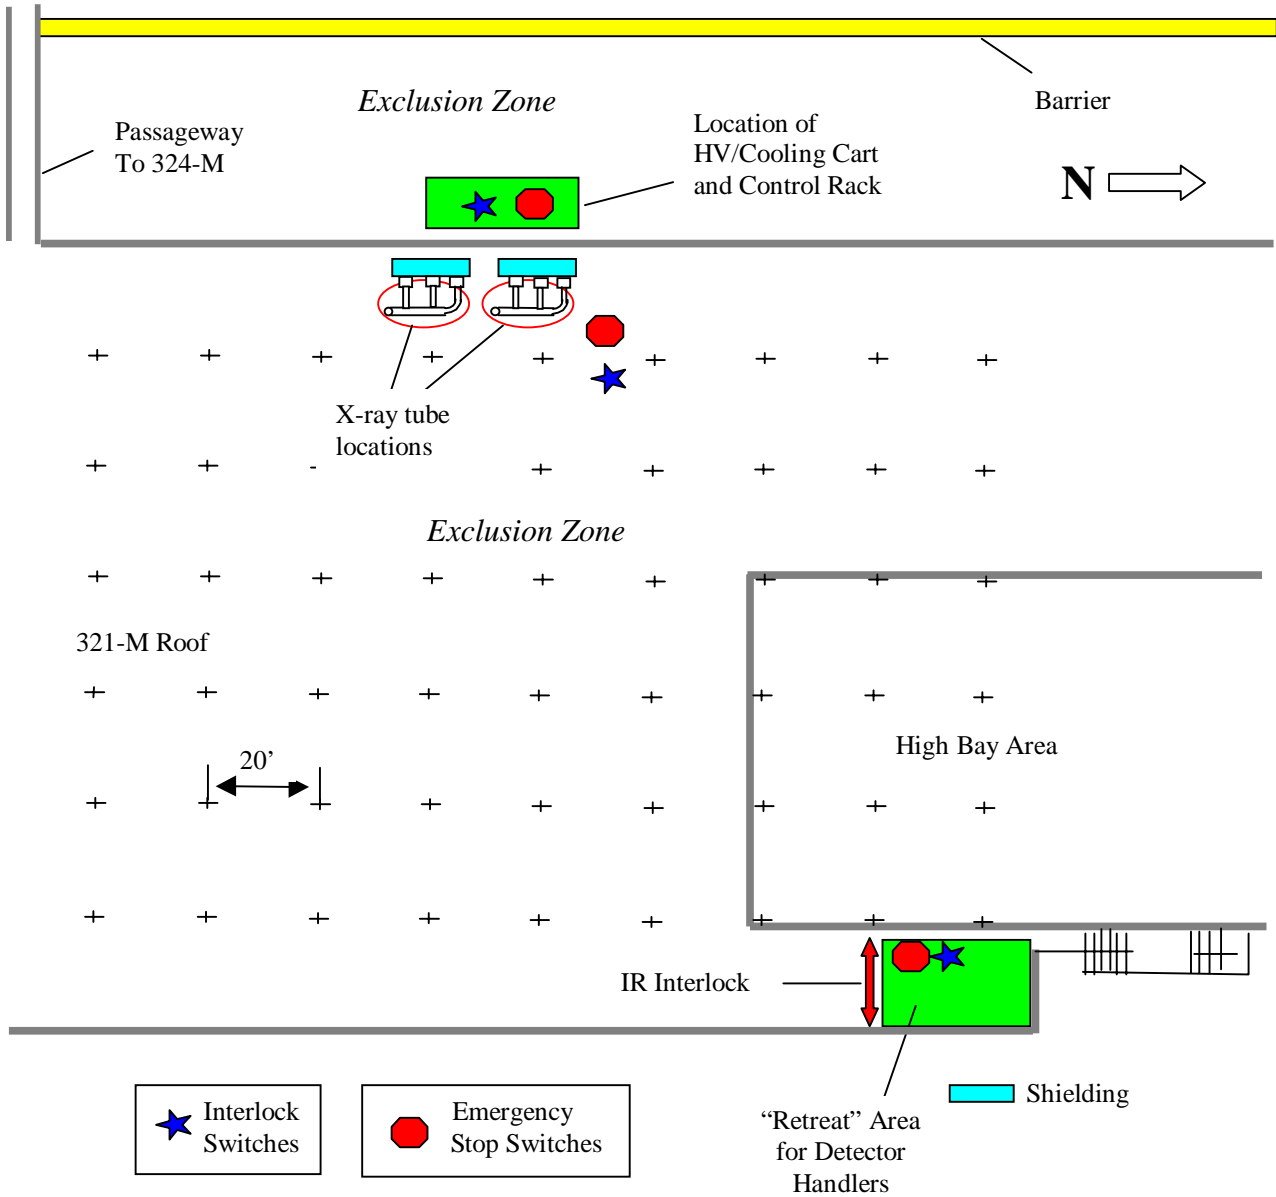 Exclusion Zone
Barrier
Passageway
To 324-M
Location of
HV/Cooling Cart
and Control Rack
N
X-ray tube
locations
Exclusion Zone
321-M Roof
20’
High Bay Area
IR Interlock
Interlock
Switches
Emergency
Stop Switches
Shielding
“Retreat” Area
for Detector
Handlers